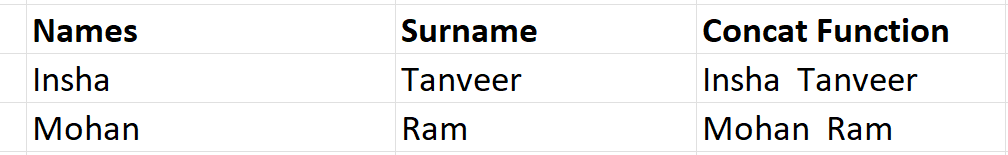 Names Surname Concat Function
Insha Tanveer Insha  Tanveer
Mohan Ram Mohan  Ram